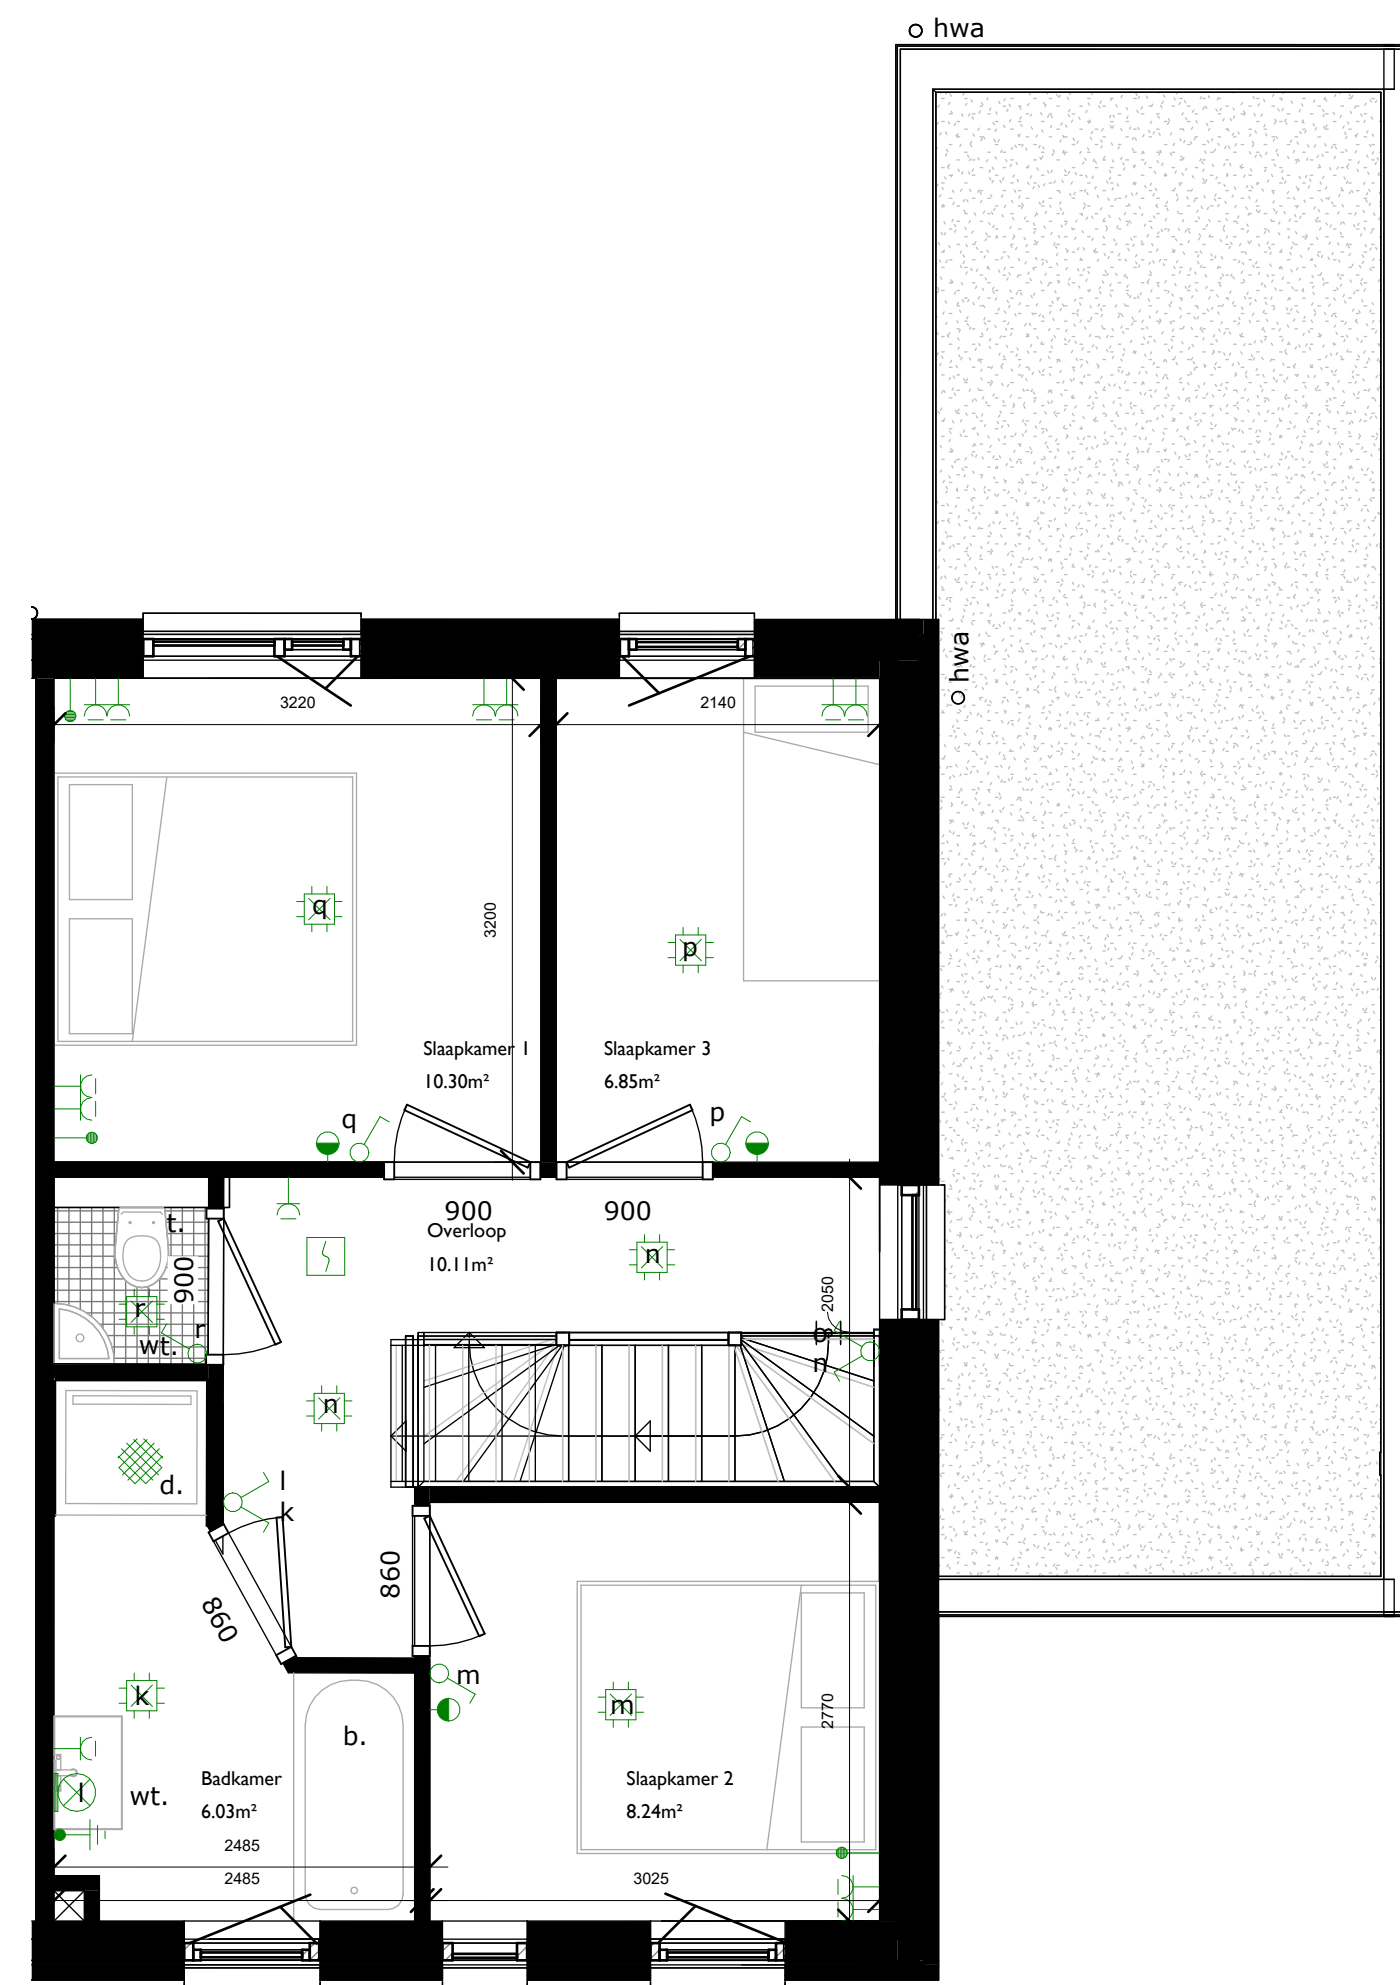 hwa
hwa
3220
2140
q
p
3200
Slaapkamer 1
10.30m²
Slaapkamer 3
6.85m²
q
p
900
900
Overloop
10.11m²
t.
900
n
r
r
wt.
2050
n
n
d.
l
k
860
860
m
k
m
b.
2770
l
wt.
Badkamer
6.03m²
Slaapkamer 2
8.24m²
2485
2485
3025